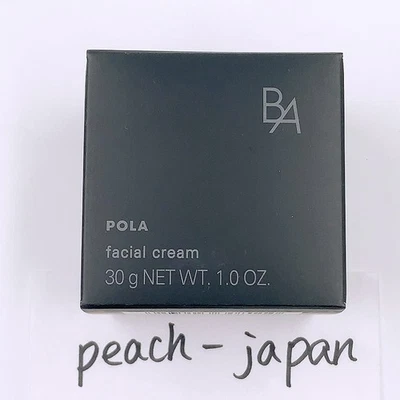 BA
POLA
facial cream
30 g NET WT. 1.0 OZ.
peach-japan